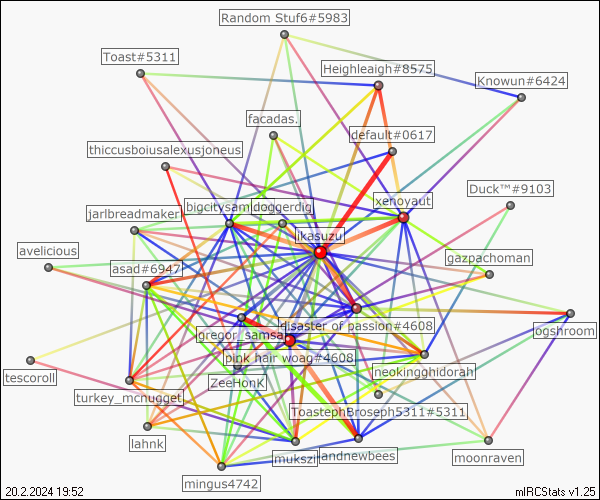 Random Stuf6#5983
Toast#5311
Heighleaigh#8575
Knowun#6424
facadas.
default#0617
thiccusboiusalexusjoneus
xenoyaut
Duck™#9103
jarlbreadmaker
bigcitysam
doggerdig
ikasuzu
avelicious
asad#6947
gazpachoman
gregor_samsa
disaster of passion#4608
ogshroom
pink hair woag#4608
neokingghidorah
tescoroll
ZeeHonk
turkey_mcnugget
ToastephBroseph5311#5311
lahnk
mukszi
randnewbees
moonraven
mingus4742
20.2.2024 19:52
mIRCStats v1.25